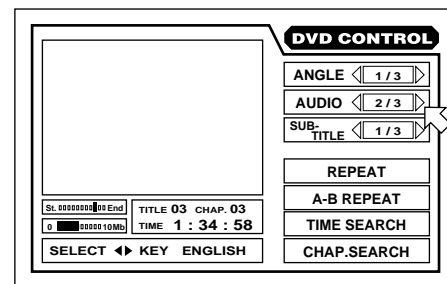 DVD CONTROL
ANGLE 1 / 3
AUDIO 2 / 3
SUB-TITLE 1 / 3
REPEAT
A-B REPEAT
TIME SEARCH
CHAP.SEARCH
St. End
0 10Mb
TITLE 03 CHAP. 03
TIME 1 : 34 : 58
SELECT ◀▶ KEY ENGLISH